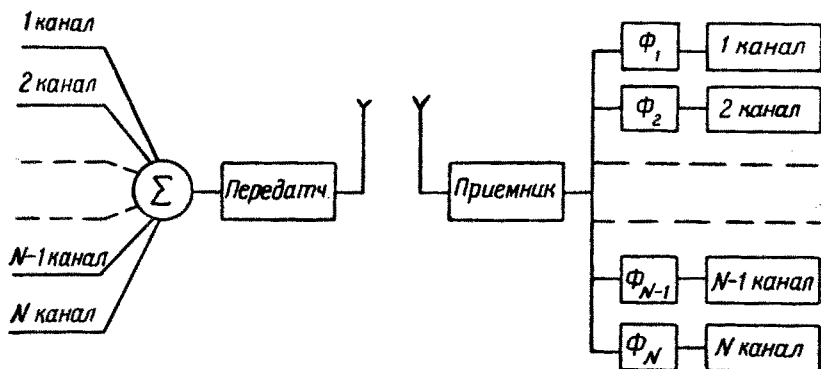 1 канал
2 канал
Σ
N-1 канал
N канал
Передатч.
Приемник
Ф1
1 канал
Ф2
2 канал
ФN-1
N-1 канал
ФN
N канал